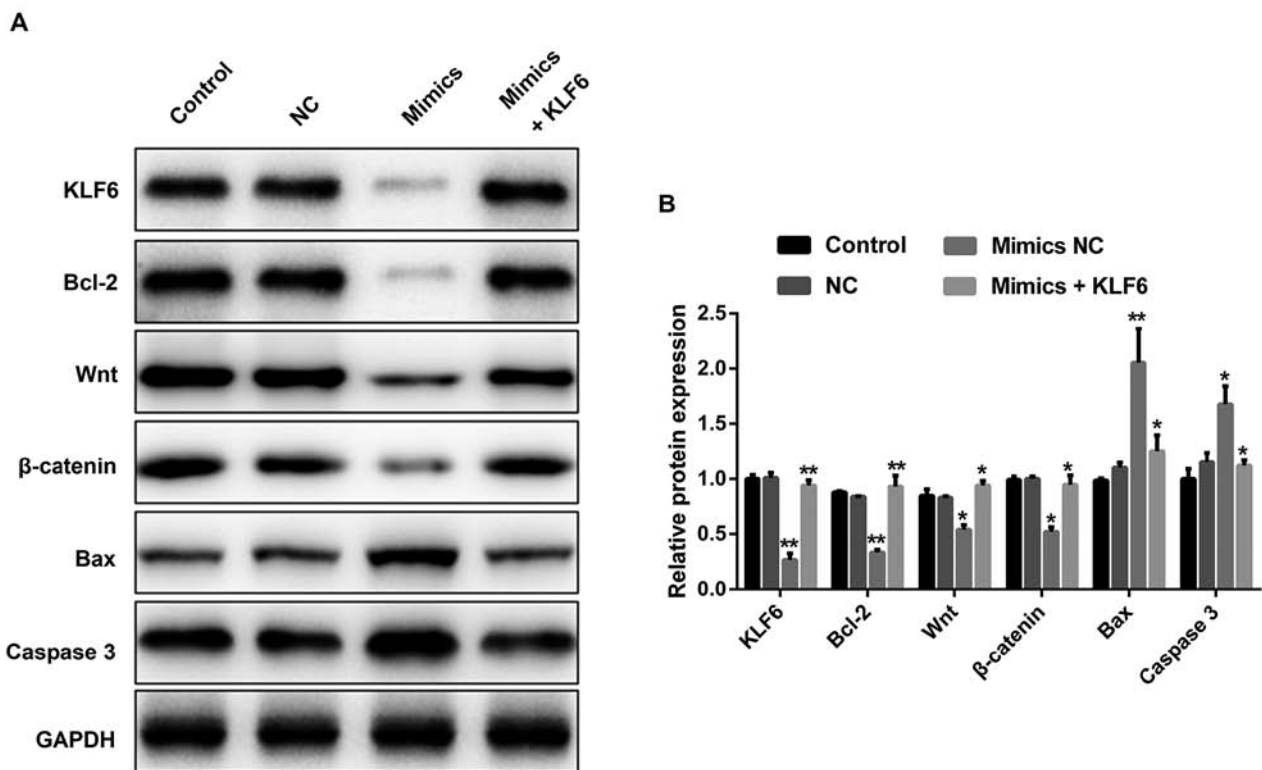 A
Control
NC
Mimics
Mimics
+ KLF6
KLF6
Bcl-2
Wnt
β-catenin
Bax
Caspase 3
GAPDH
B
Control
Mimics NC
NC
Mimics + KLF6
Relative protein expression
2.5
2.0
1.5
1.0
0.5
0.0
** ** ** ** * * * * ** * * *
KLF6
Bcl-2
Wnt
β-catenin
Bax
Caspase 3